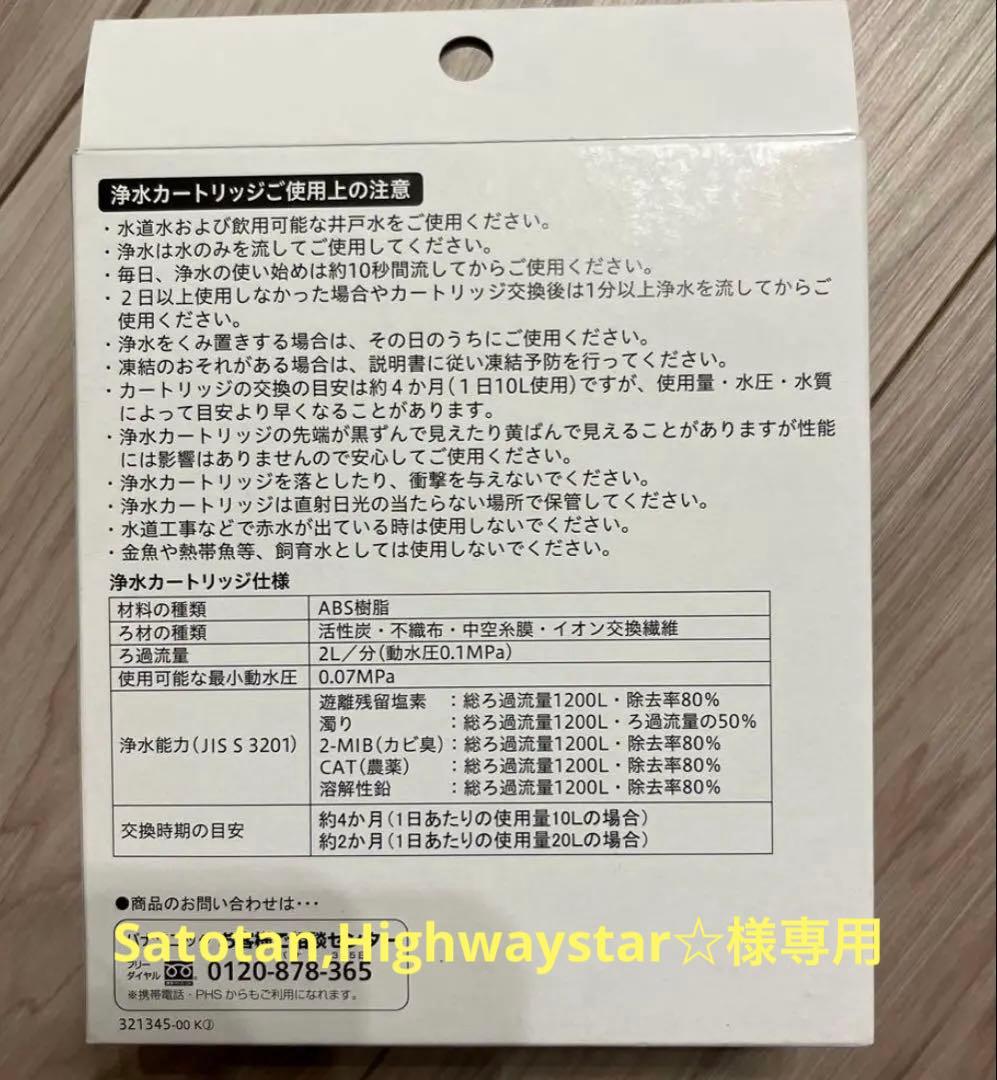 浄水カートリッジご使用上の注意
・水道水および飲用可能な井戸水をご使用ください。
・浄水は水のみを流してご使用してください。
・毎日、浄水の使い始めは約10秒間流してからご使用ください。
・２日以上使用しなかった場合やカートリッジ交換後は1分以上浄水を流してからご
使用ください。
・浄水をくみ置きする場合は、その日のうちにご使用ください。
・凍結のおそれがある場合は、説明書に従い凍結予防を行ってください。
・カートリッジの交換の目安は約４か月（１日10L使用）ですが、使用量・水圧・水質
によって目安より早くなることがあります。
・浄水カートリッジの先端が黒ずんで見えたり黄ばんで見えることがありますが性能
には影響はありませんので安心してご使用ください。
・浄水カートリッジを落としたり、衝撃を与えないでください。
・浄水カートリッジは直射日光の当たらない場所で保管してください。
・水道工事などで赤水が出ている時は使用しないでください。
・金魚や熱帯魚等、飼育水としては使用しないでください。
浄水カートリッジ仕様
材料の種類 ABS樹脂
ろ材の種類 活性炭・不織布・中空糸膜・イオン交換繊維
ろ過流量 2L／分（動水圧0.1MPa）
使用可能な最小動水圧 0.07MPa
浄水能力（JIS S 3201） 遊離残留塩素 ：総ろ過流量1200L・除去率80％
濁り ：総ろ過流量1200L・ろ過流量の50％
2-MIB（カビ臭）：総ろ過流量1200L・除去率80％
CAT（農薬） ：総ろ過流量1200L・除去率80％
溶解性鉛 ：総ろ過流量1200L・除去率80％
交換時期の目安 約4か月（1日あたりの使用量10Lの場合）
約2か月（1日あたりの使用量20Lの場合）
●商品のお問い合わせは・・・
Satotan,Highwaystar☆様専用
フリー
ダイヤル 0120-878-365
※携帯電話・PHSからもご利用になれます。
321345-00 K①